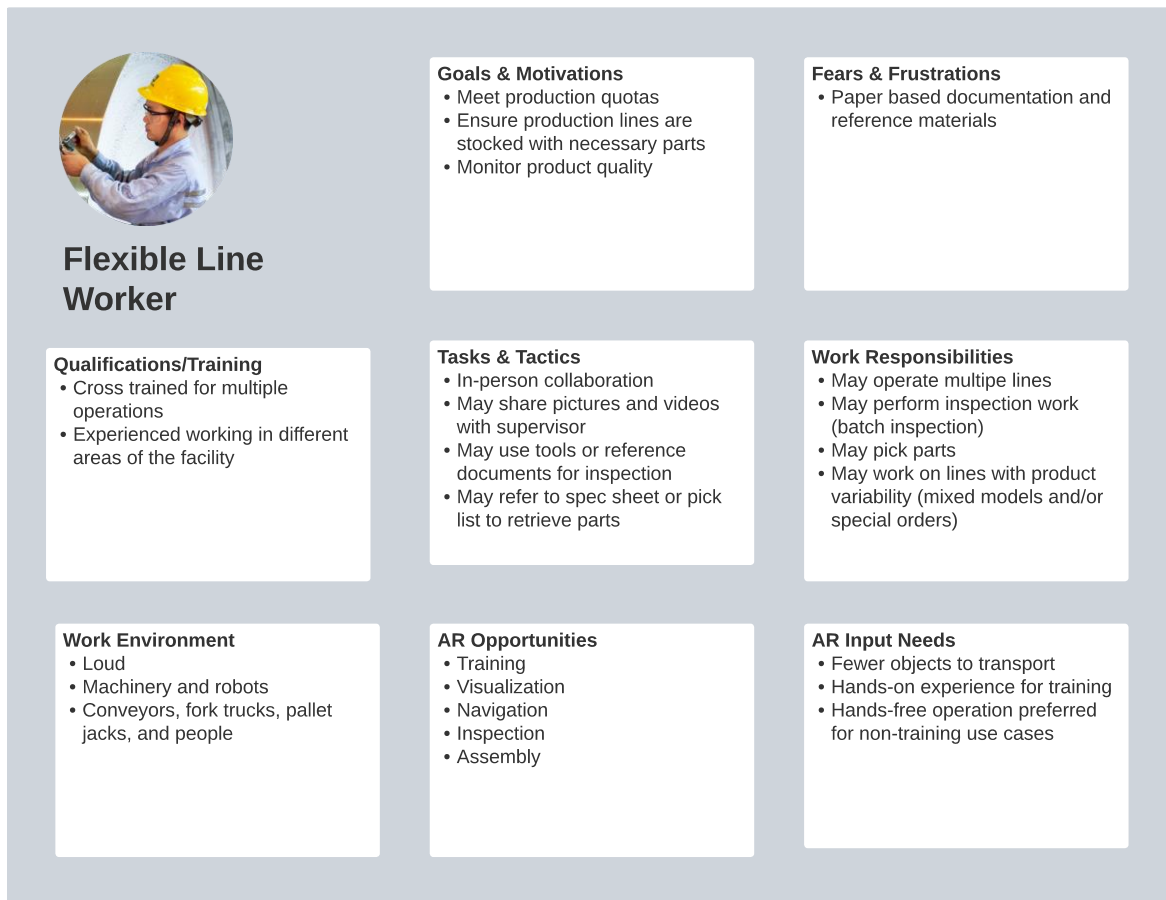 Flexible Line
Worker
Goals & Motivations
• Meet production quotas
• Ensure production lines are
stocked with necessary parts
• Monitor product quality
Fears & Frustrations
• Paper based documentation and
reference materials
Qualifications/Training
• Cross trained for multiple
operations
• Experienced working in different
areas of the facility
Tasks & Tactics
• In-person collaboration
• May share pictures and videos
with supervisor
• May use tools or reference
documents for inspection
• May refer to spec sheet or pick
list to retrieve parts
Work Responsibilities
• May operate multipe lines
• May perform inspection work
(batch inspection)
• May pick parts
• May work on lines with product
variability (mixed models and/or
special orders)
Work Environment
• Loud
• Machinery and robots
• Conveyors, fork trucks, pallet
jacks, and people
AR Opportunities
• Training
• Visualization
• Navigation
• Inspection
• Assembly
AR Input Needs
• Fewer objects to transport
• Hands-on experience for training
• Hands-free operation preferred
for non-training use cases